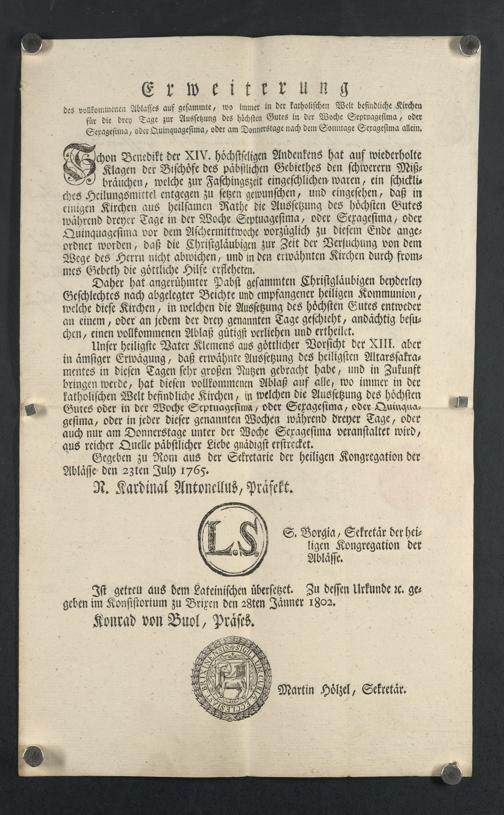 Erweiterung
des vollkommenen Ablasses auf gesammte, wo immer in der katholischen Welt befindliche Kirchen
für die drey Tage zur Aussetzung des höchsten Gutes in der Woche Septuagesima, oder
Sexagesima, oder Quinquagesima, oder am Donnerstage nach dem Sonntage Sexagesima allein.
Schon Benedikt der XIV. höchstseligen Andenkens hat auf wiederholte
Klagen der Bischöfe des päbstlichen Gebiethes den schwerern Miß-
bräuchen, welche zur Faschingszeit eingeschlichen waren, ein schickli-
ches Heilungsmittel entgegen zu setzen gewunschen, und eingesehen, daß in
einigen Kirchen aus heilsamen Rathe die Aussetzung des höchsten Gutes
während dreyer Tage in der Woche Septuagesima, oder Sexagesima, oder
Quinquagesima vor dem Aschermittwoche vorzüglich zu diesem Ende ange-
ordnet worden, daß die Christgläubigen zur Zeit der Versuchung von dem
Wege des Herrn nicht abwichen, und in den erwähnten Kirchen durch from-
mes Gebeth die göttliche Hilfe erfleheten.
Daher hat angerühmter Pabst gesammten Christgläubigen beyderley
Geschlechtes nach abgelegter Beichte und empfangener heiligen Kommunion,
welche diese Kirchen, in welchen die Aussetzung des höchsten Gutes entweder
an einem, oder an jedem der drey genannten Tage geschieht, andächtig besu-
chen, einen vollkommenen Ablaß gütigst verliehen und ertheilet.
Unser heiligste Vater Klemens aus göttlicher Vorsicht der XIII. aber
in ämsiger Erwägung, daß erwähnte Aussetzung des heiligsten Altarssakra-
mentes in diesen Tagen sehr großen Nutzen gebracht habe, und in Zukunft
bringen werde, hat diesen vollkommenen Ablaß auf alle, wo immer in der
katholischen Welt befindliche Kirchen, in welchen die Aussetzung des höchsten
Gutes oder in der Woche Septuagesima, oder Sexagesima, oder Quinqua-
gesima, oder in jeder dieser genannten Wochen während dreyer Tage, oder
auch nur am Donnerstage unter der Woche Sexagesima veranstaltet wird,
aus reicher Quelle päbstlicher Liebe gnädigst erstrecket.
Gegeben zu Rom aus der Sekretarie der heiligen Kongregation der
Ablässe den 23ten July 1765.
N. Kardinal Antonellus, Präfekt.
L.S.
S. Borgia, Sekretär der hei-
ligen Kongregation der
Ablässe.
Ist getreu aus dem Lateinischen übersetzet. Zu dessen Urkunde ꝛc. ge-
geben im Konsistorium zu Brixen den 28ten Jänner 1802.
Konrad von Buol, Präses.
Martin Hölzel, Sekretär.